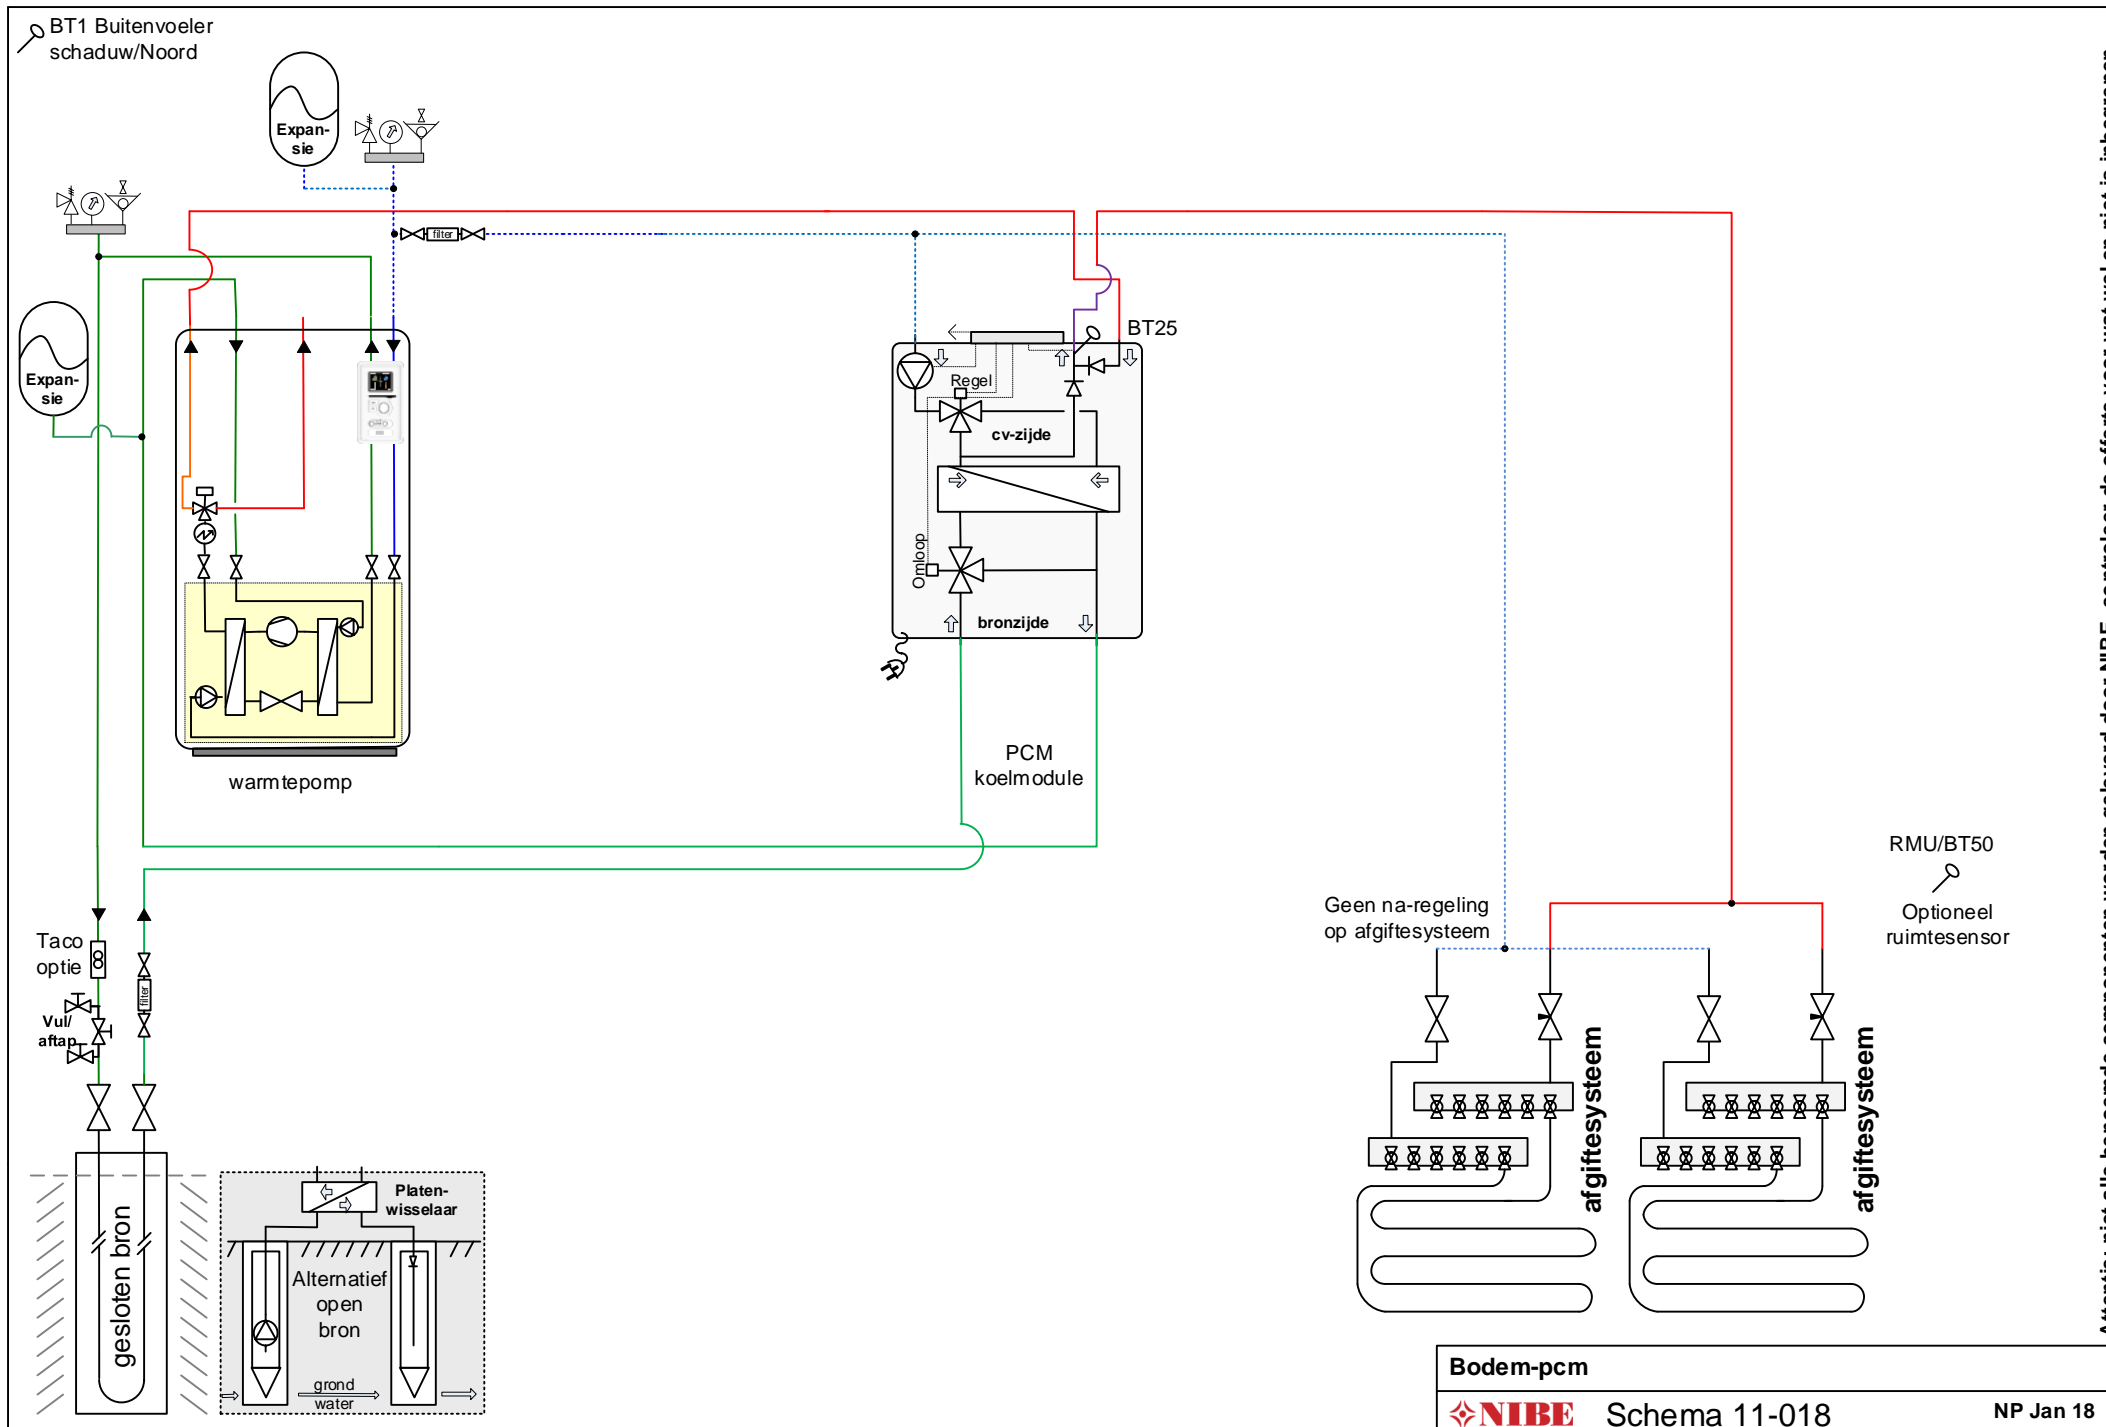 BT1 Buitenvoeler
schaduw/Noord
Expan-
sie
filter
Expan-
sie
BT25
Regel
cv-zijde
Omloop
bronzijde
warmtepomp
PCM
koelmodule
RMU/BT50
Optioneel
ruimtesensor
Geen na-regeling
op afgiftesysteem
Taco
optie
filter
Vul/
aftap
afgiftesysteem
afgiftesysteem
gesloten bron
Platen-
wisselaar
Alternatief
open
bron
grond
water
Bodem-pcm
NIBE Schema 11-018 NP Jan 18